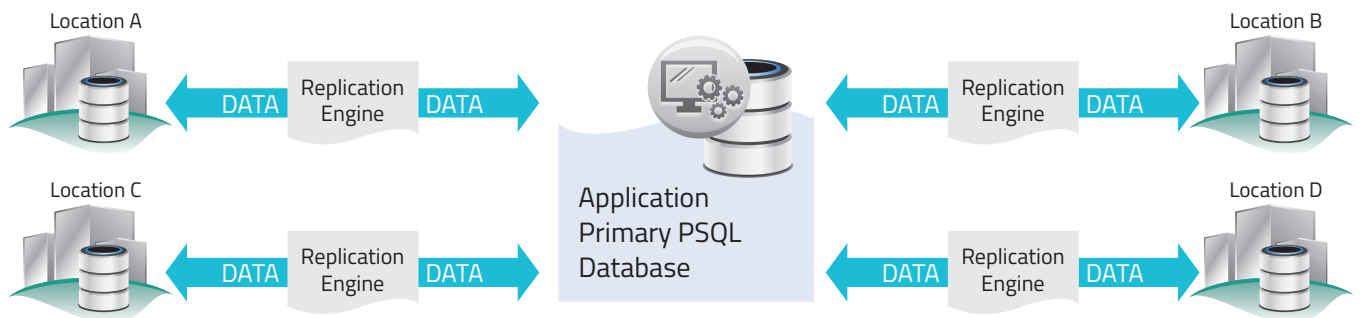 Location A
Location B
DATA
Replication
Engine
DATA
DATA
Replication
Engine
DATA
Application
Primary PSQL
Database
Location C
Location D
DATA
Replication
Engine
DATA
DATA
Replication
Engine
DATA